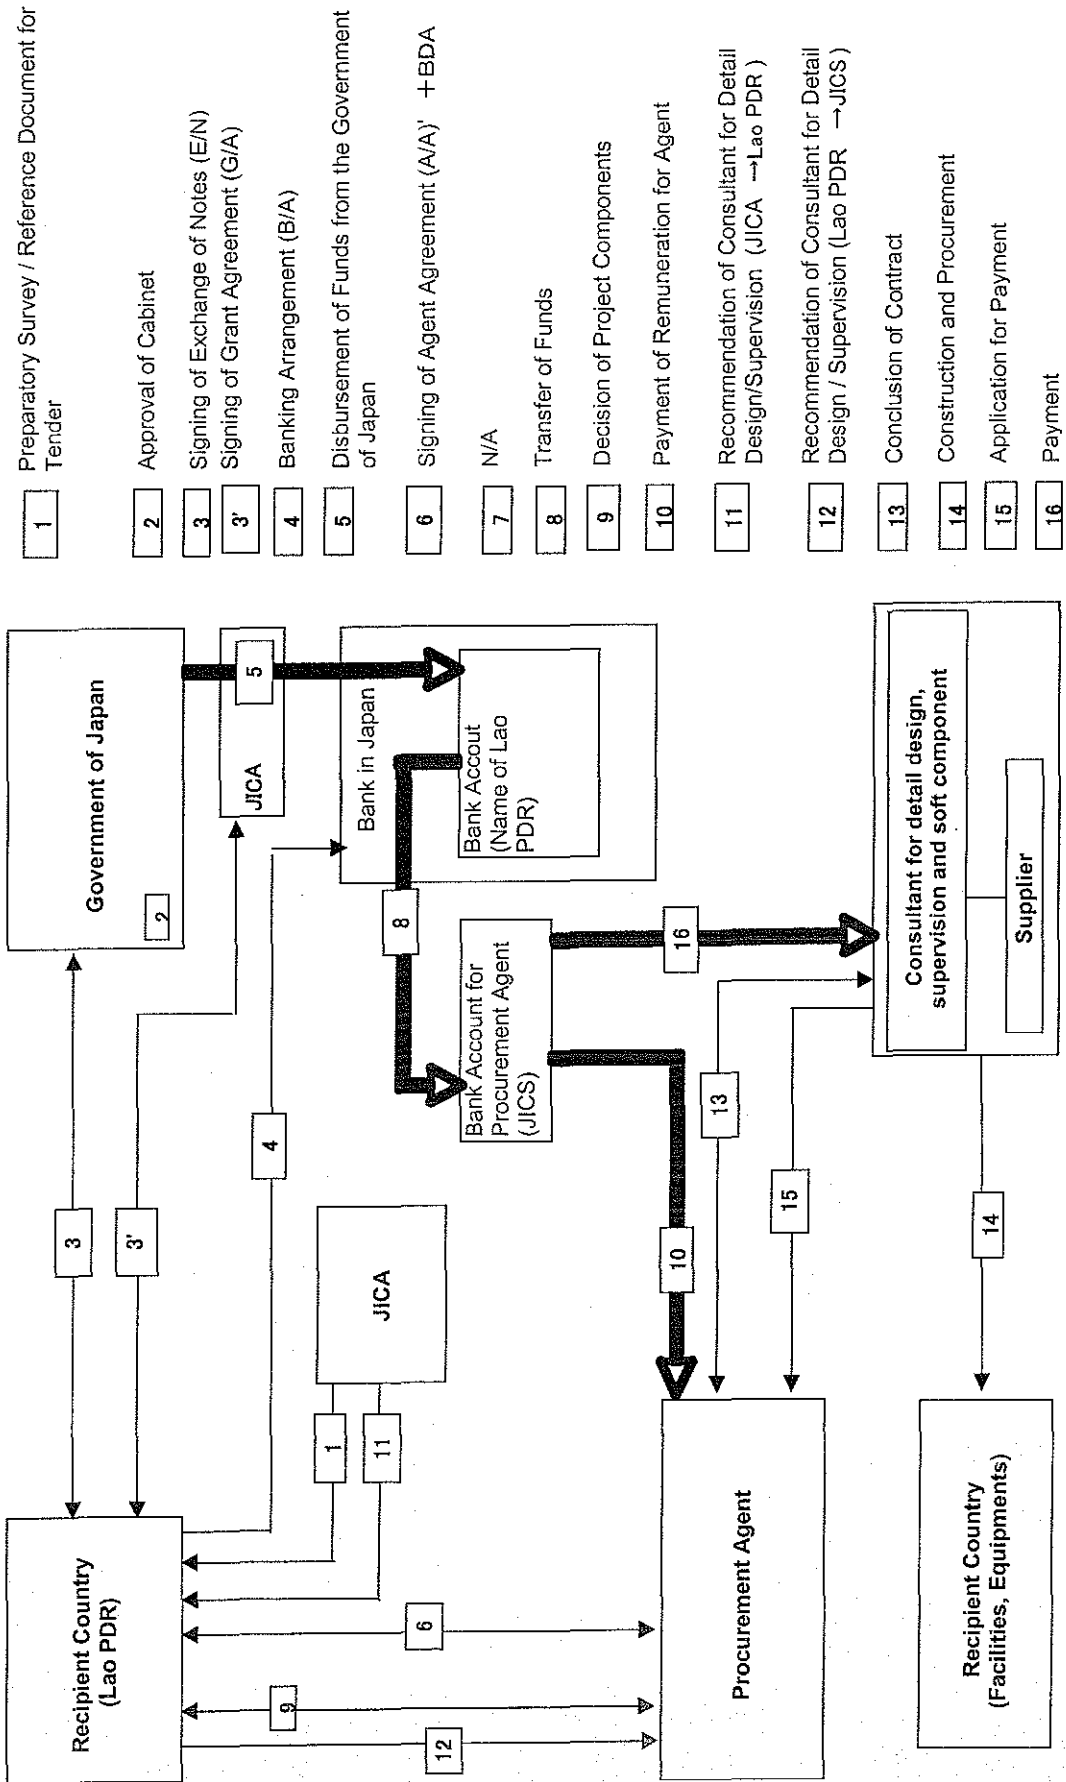 Government of Japan
2
JICA
5
Bank in Japan
Bank Accout
(Name of Lao
PDR)
3
3'
4
8
Bank Account for
Procurement Agent
(JICS)
16
Consultant for detail design,
supervision and soft component
Supplier
JICA
1
11
13
15
10
14
Recipient Country
(Lao PDR)
6
9
12
Procurement Agent
Recipient Country
(Facilities, Equipments)
1 Preparatory Survey / Reference Document for
Tender
2 Approval of Cabinet
3 Signing of Exchange of Notes (E/N)
3' Signing of Grant Agreement (G/A)
4 Banking Arrangement (B/A)
5 Disbursement of Funds from the Government
of Japan
6 Signing of Agent Agreement (A/A)' +BDA
7 N/A
8 Transfer of Funds
9 Decision of Project Components
10 Payment of Remuneration for Agent
11 Recommendation of Consultant for Detail
Design/Supervision (JICA →Lao PDR )
12 Recommendation of Consultant for Detail
Design / Supervision (Lao PDR →JICS)
13 Conclusion of Contract
14 Construction and Procurement
15 Application for Payment
16 Payment